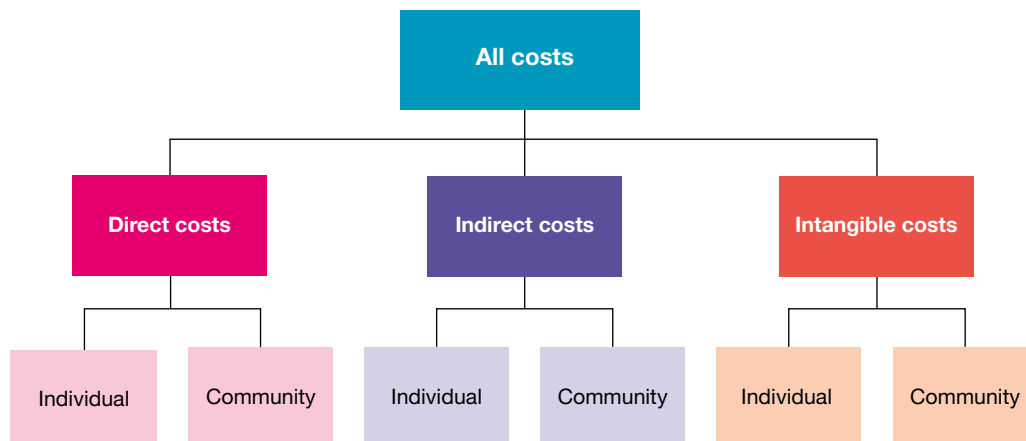 All costs
Direct costs
Indirect costs
Intangible costs
Individual
Community
Individual
Community
Individual
Community